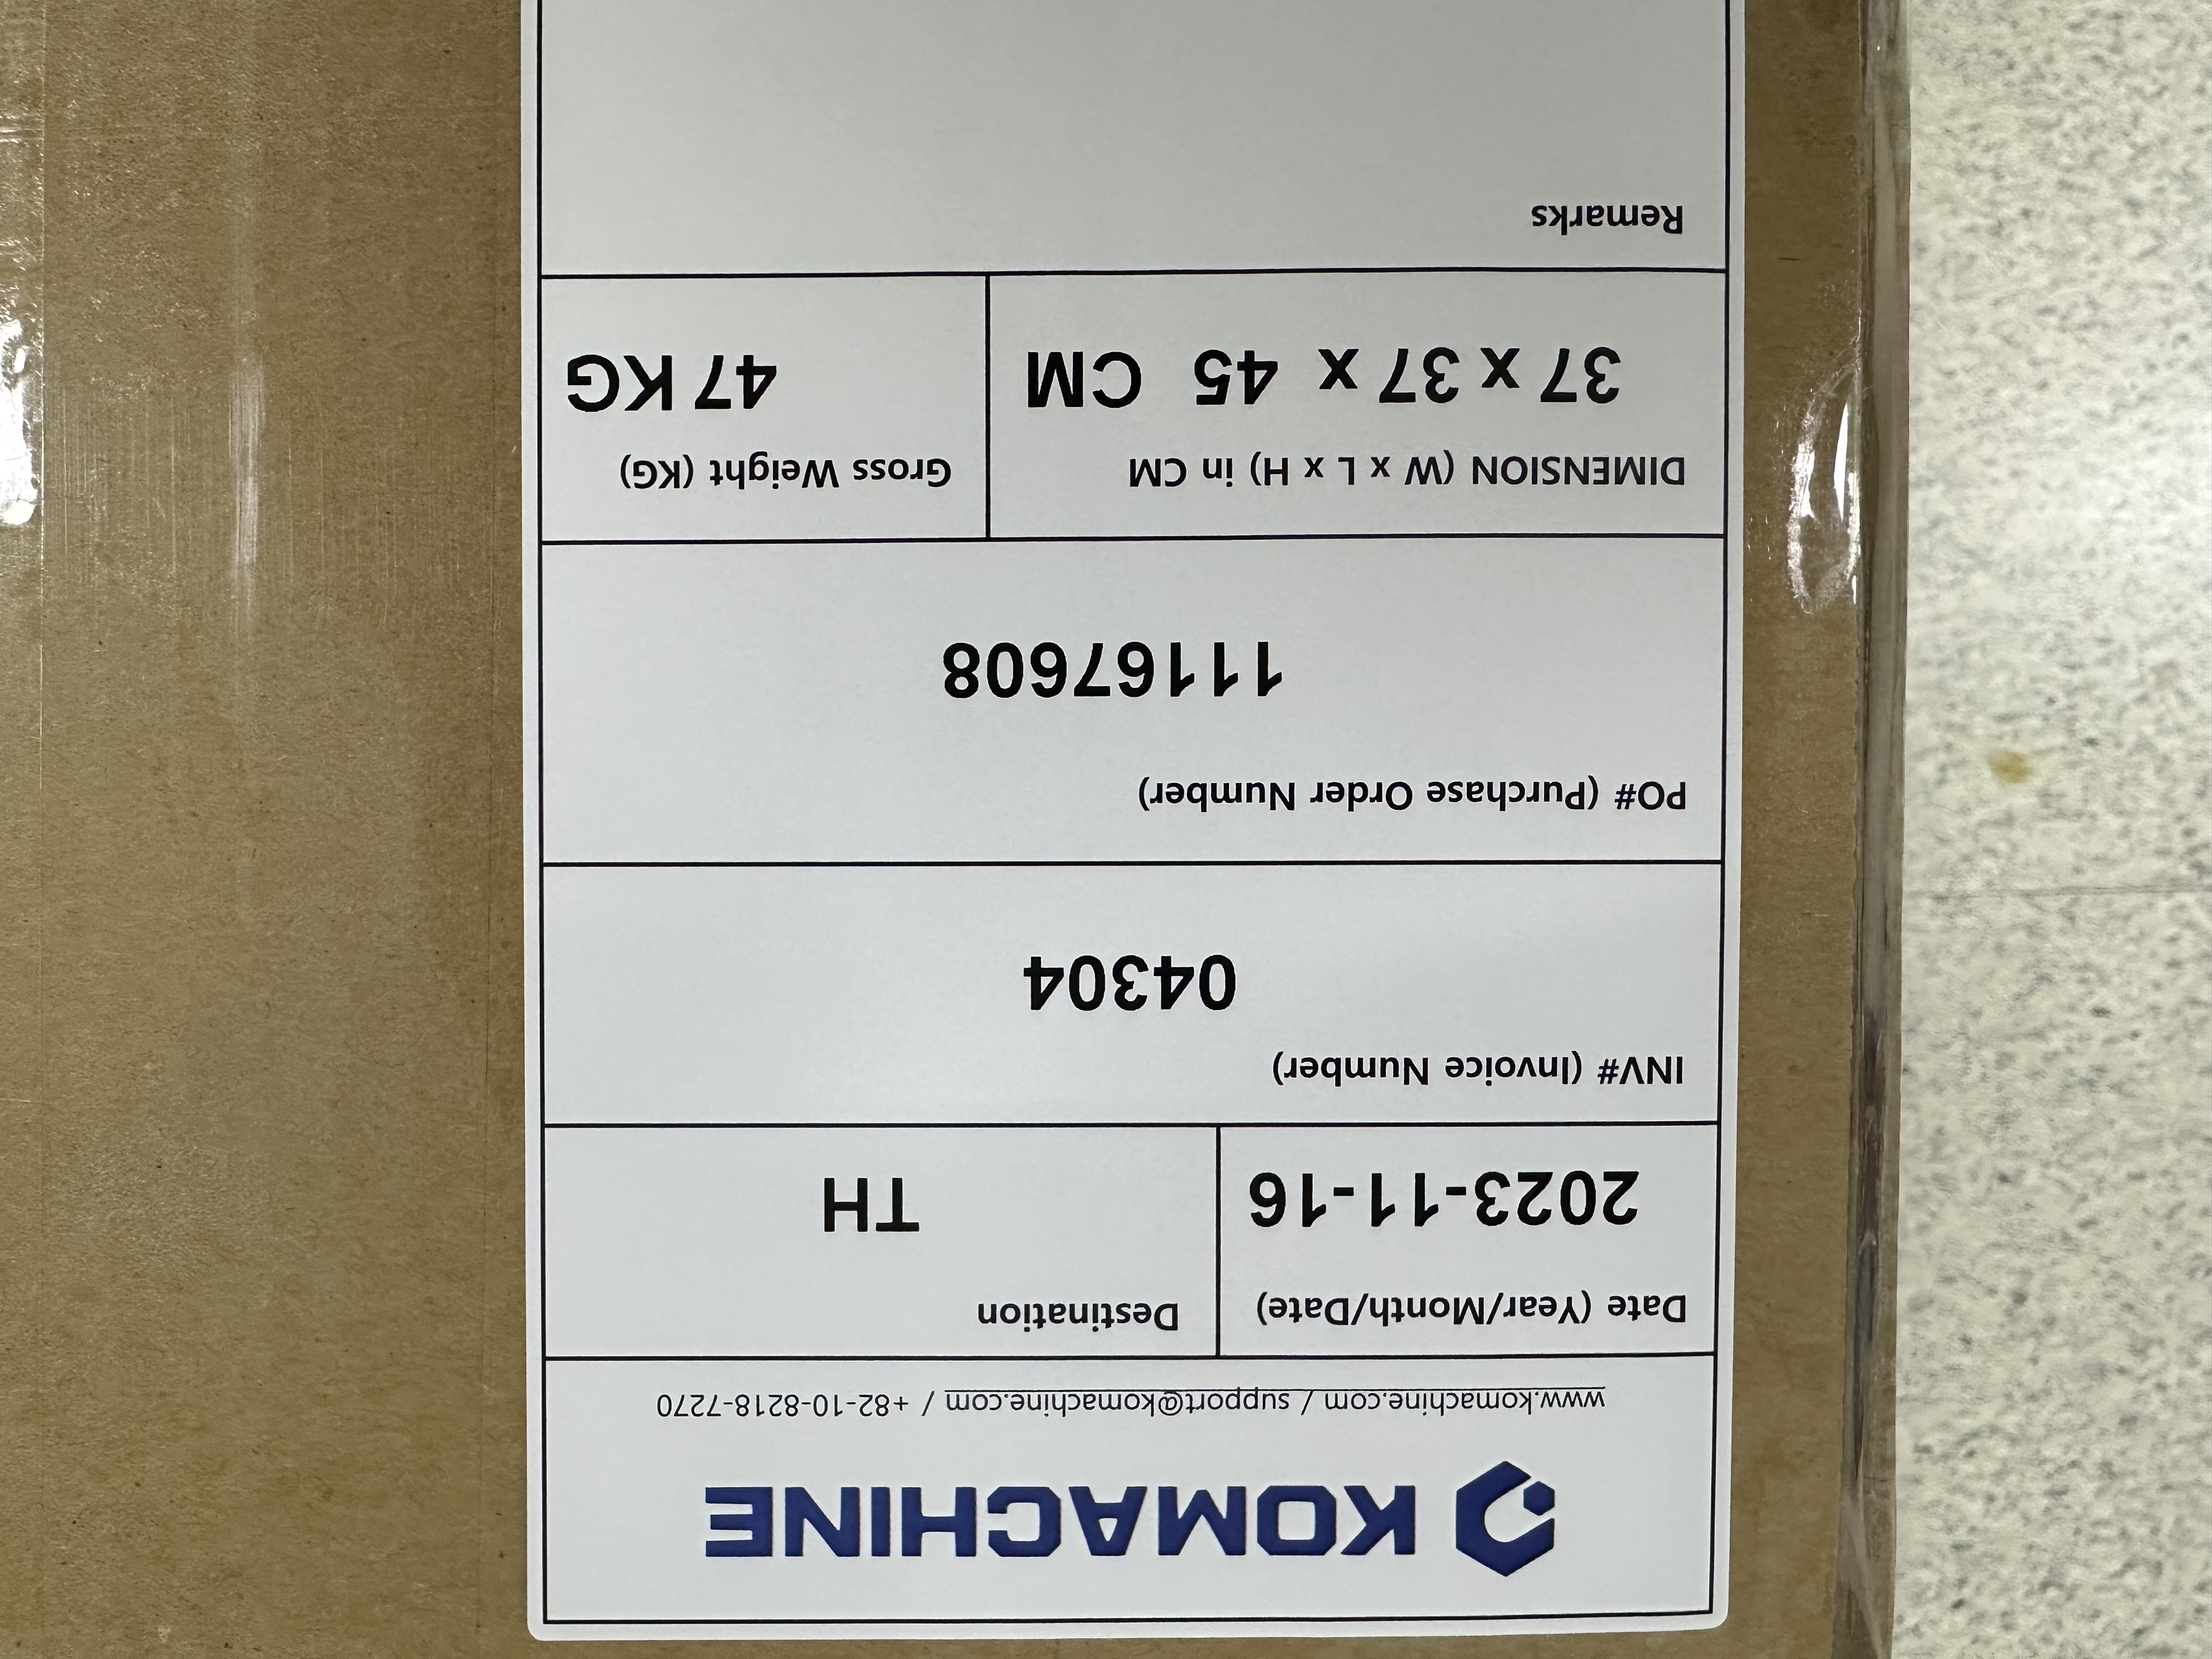 KOMACHINE
www.komachine.com / support@komachine.com / +82-10-8218-7270
Date (Year/Month/Date)
2023-11-16
Destination
TH
INV# (Invoice Number)
04304
PO# (Purchase Order Number)
11167608
DIMENSION (W x L x H) in CM
37 x 37 x 45 CM
Gross Weight (KG)
47 KG
Remarks